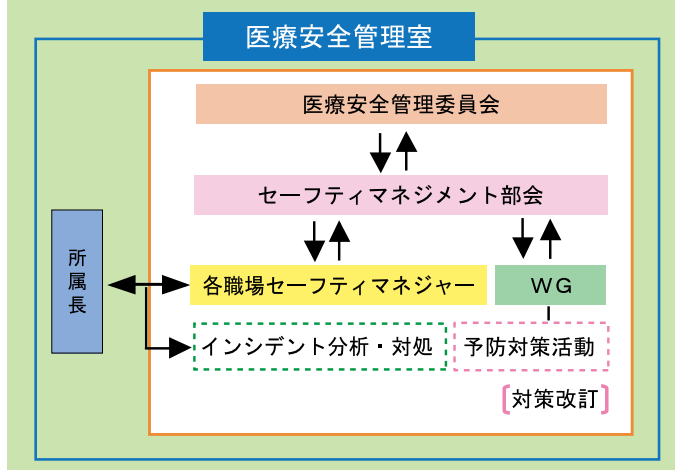 医療安全管理室
医療安全管理委員会
セーフティマネジメント部会
所属長
各職場セーフティマネジャー
WG
インシデント分析・対処
予防対策活動
[対策改訂]